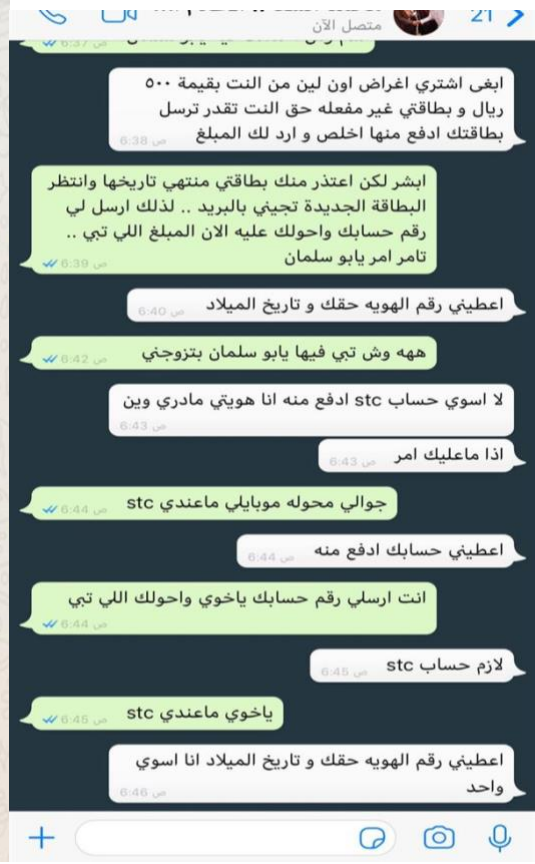 21
متصل الآن
6:37 ص
ابغى اشتري اغراض اون لين من النت بقيمة ٥٠٠
ريال و بطاقتي غير مفعله حق النت تقدر ترسل
بطاقتك ادفع منها اخلص و ارد لك المبلغ
6:38 ص
ابشر لكن اعتذر منك بطاقتي منتهي تاريخها وانتظر
البطاقة الجديدة تجيني بالبريد .. لذلك ارسل لي
رقم حسابك واحولك عليه الان المبلغ اللي تبي ..
تامر امر يابو سلمان
6:39 ص
اعطيني رقم الهويه حقك و تاريخ الميلاد
6:40 ص
ههه وش تبي فيها يابو سلمان بتزوجني
6:42 ص
لا اسوي حساب stc ادفع منه انا هويتي مادري وين
6:43 ص
اذا ماعليك امر
6:43 ص
جوالي محوله موبايلي ماعندي stc
6:44 ص
اعطيني حسابك ادفع منه
6:44 ص
انت ارسلي رقم حسابك ياخوي واحولك اللي تبي
6:44 ص
لازم حساب stc
6:45 ص
ياخوي ماعندي stc
6:45 ص
اعطيني رقم الهويه حقك و تاريخ الميلاد انا اسوي
واحد
6:46 ص